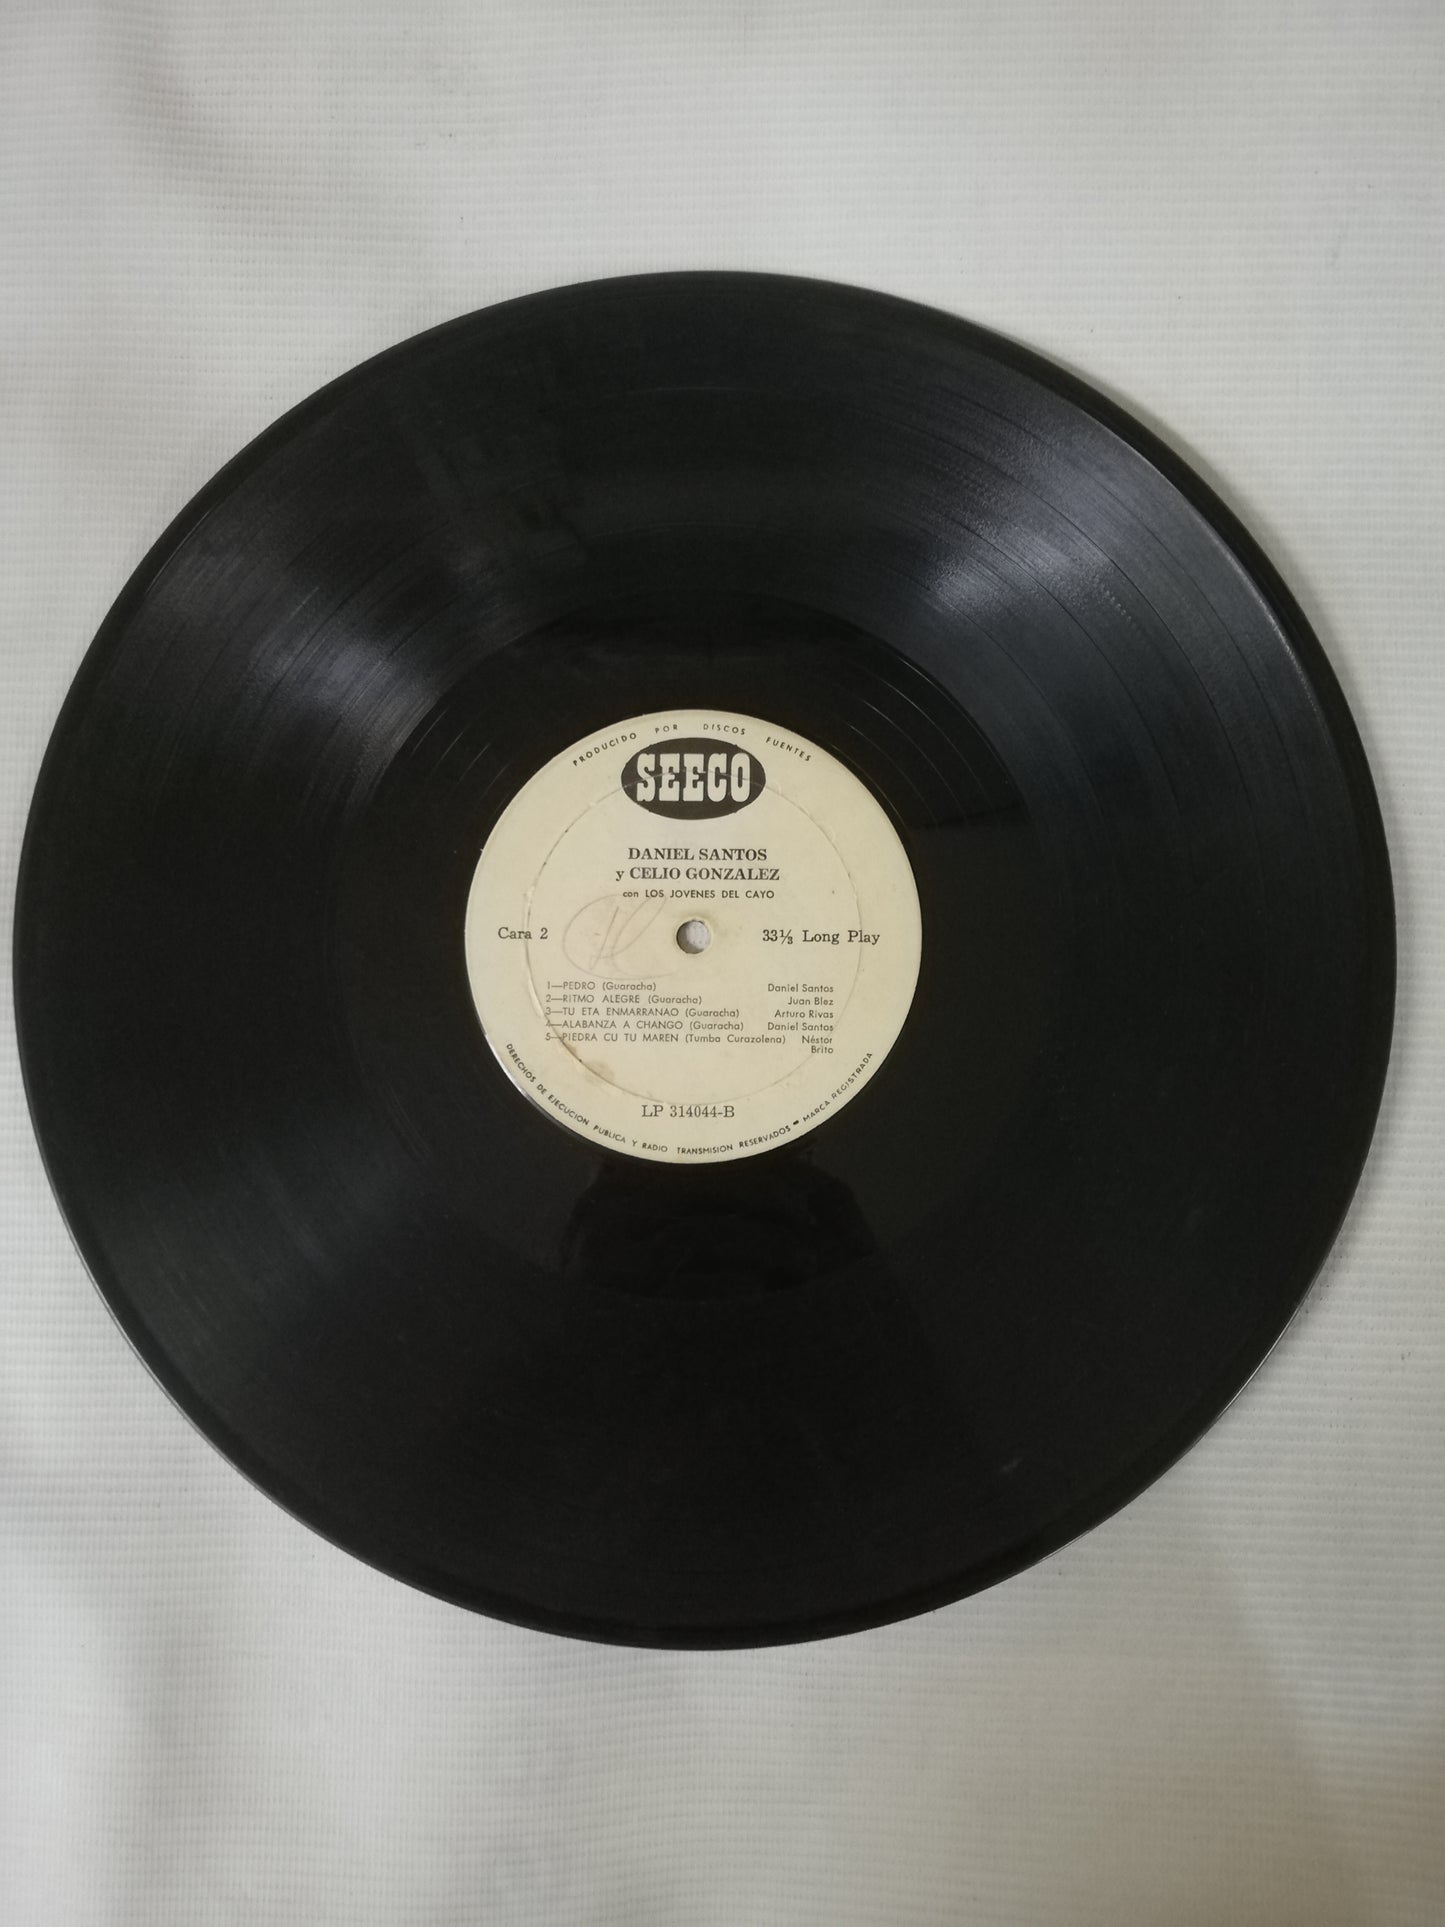 PRODUCIDO POR DISCOS FUENTES
SEECO
DANIEL SANTOS
y CELIO GONZALEZ
con LOS JOVENES DEL CAYO
Cara 2
33⅓ Long Play
1—PEDRO (Guaracha) Daniel Santos
2—RITMO ALEGRE (Guaracha) Juan Blez
3—TU ETA ENMARRANAO (Guaracha) Arturo Rivas
4—ALABANZA A CHANGO (Guaracha) Daniel Santos
5—PIEDRA CU TU MAREN (Tumba Curazolena) Néstor
Brito
LP 314044-B
DERECHOS DE EJECUCION PUBLICA Y RADIO TRANSMISION RESERVADOS — MARCA REGISTRADA